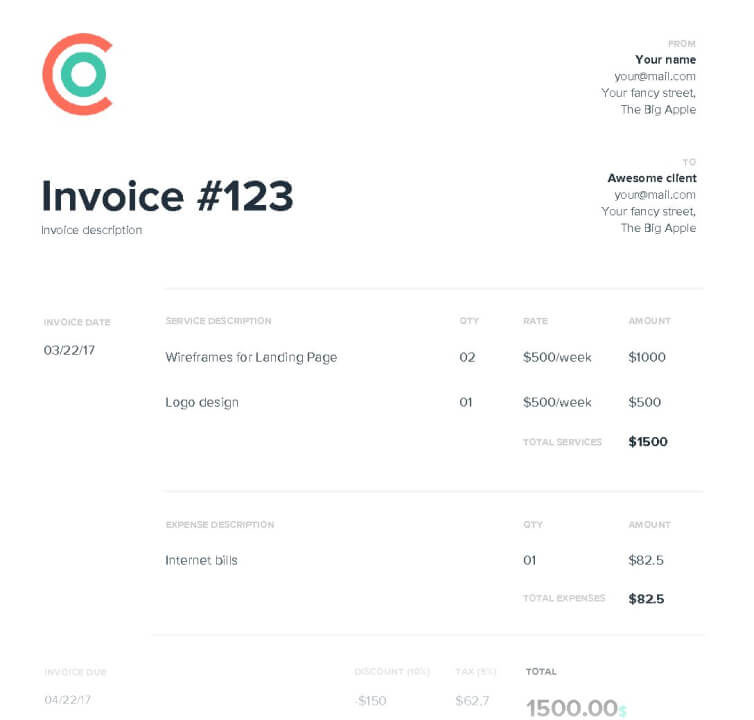 FROM
Your name
your@mail.com
Your fancy street,
The Big Apple
TO
Awesome client
your@mail.com
Your fancy street,
The Big Apple
Invoice #123
Invoice description
INVOICE DATE
03/22/17
SERVICE DESCRIPTION QTY RATE AMOUNT
Wireframes for Landing Page 02 $500/week $1000
Logo design 01 $500/week $500
TOTAL SERVICES $1500
EXPENSE DESCRIPTION QTY AMOUNT
Internet bills 01 $82.5
TOTAL EXPENSES $82.5
INVOICE DUE DISCOUNT (10%) TAX (5%) TOTAL
04/22/17 -$150 $62.7 1500.00$